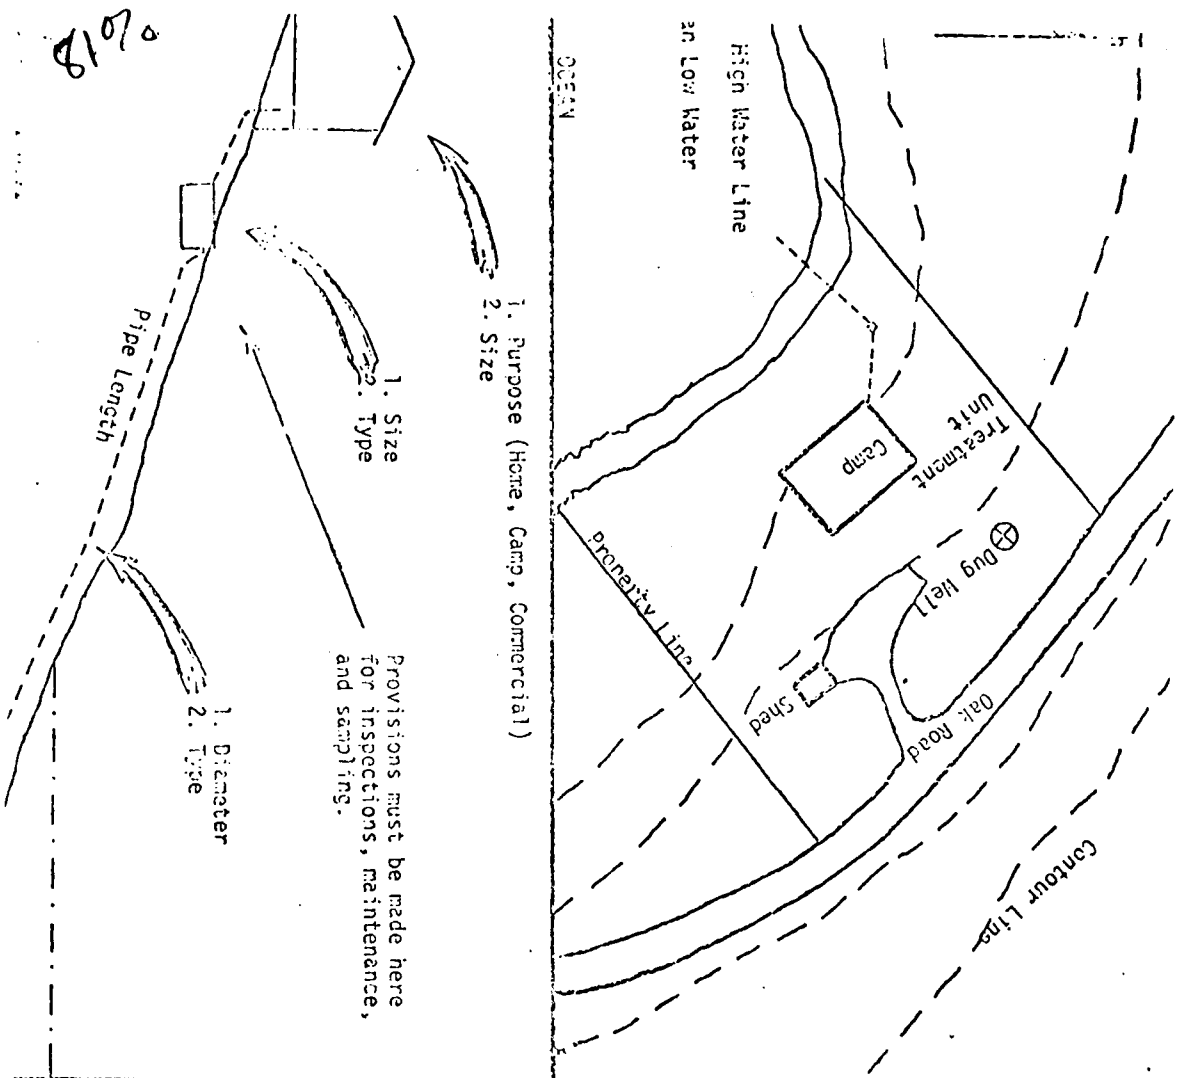 81%
OCEAN
Low Water
High Water Line
Treatment
Unit
Camp
Dug Well
Property Line
Shed
Oak Road
Contour Line
1. Purpose (Home, Camp, Commercial)
2. Size
1. Size
2. Type
Pipe Length
Provisions must be made here
for inspections, maintenance,
and sampling.
1. Diameter
2. Type